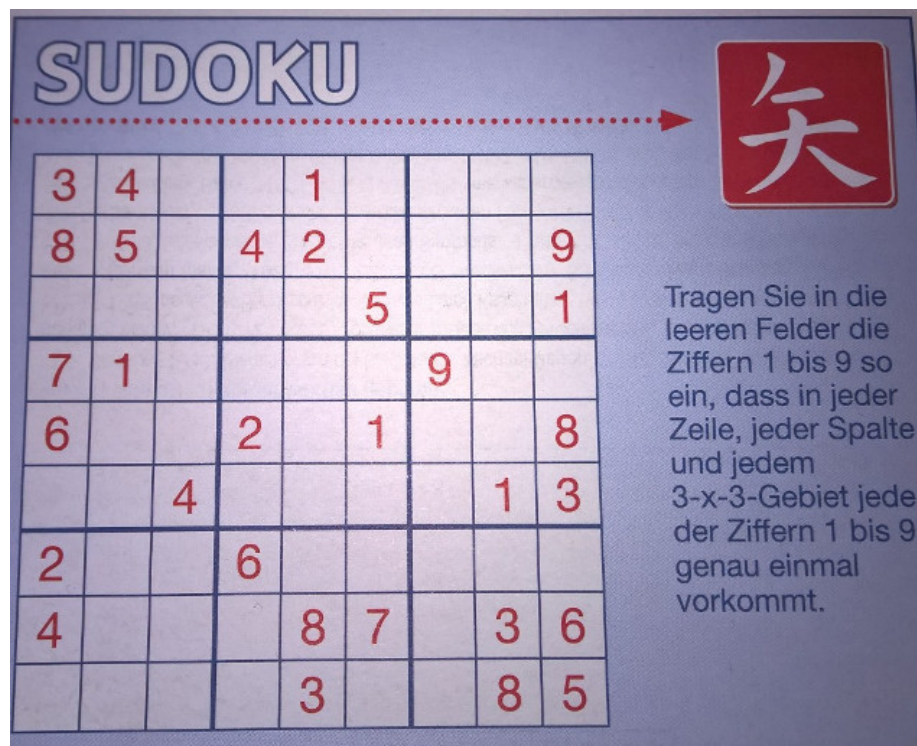 SUDOKU
矢
3 4 1
8 5 4 2 9
5 1
7 1 9
6 2 1 8
4 1 3
2 6
4 8 7 3 6
3 8 5
Tragen Sie in die
leeren Felder die
Ziffern 1 bis 9 so
ein, dass in jeder
Zeile, jeder Spalte
und jedem
3-x-3-Gebiet jede
der Ziffern 1 bis 9
genau einmal
vorkommt.